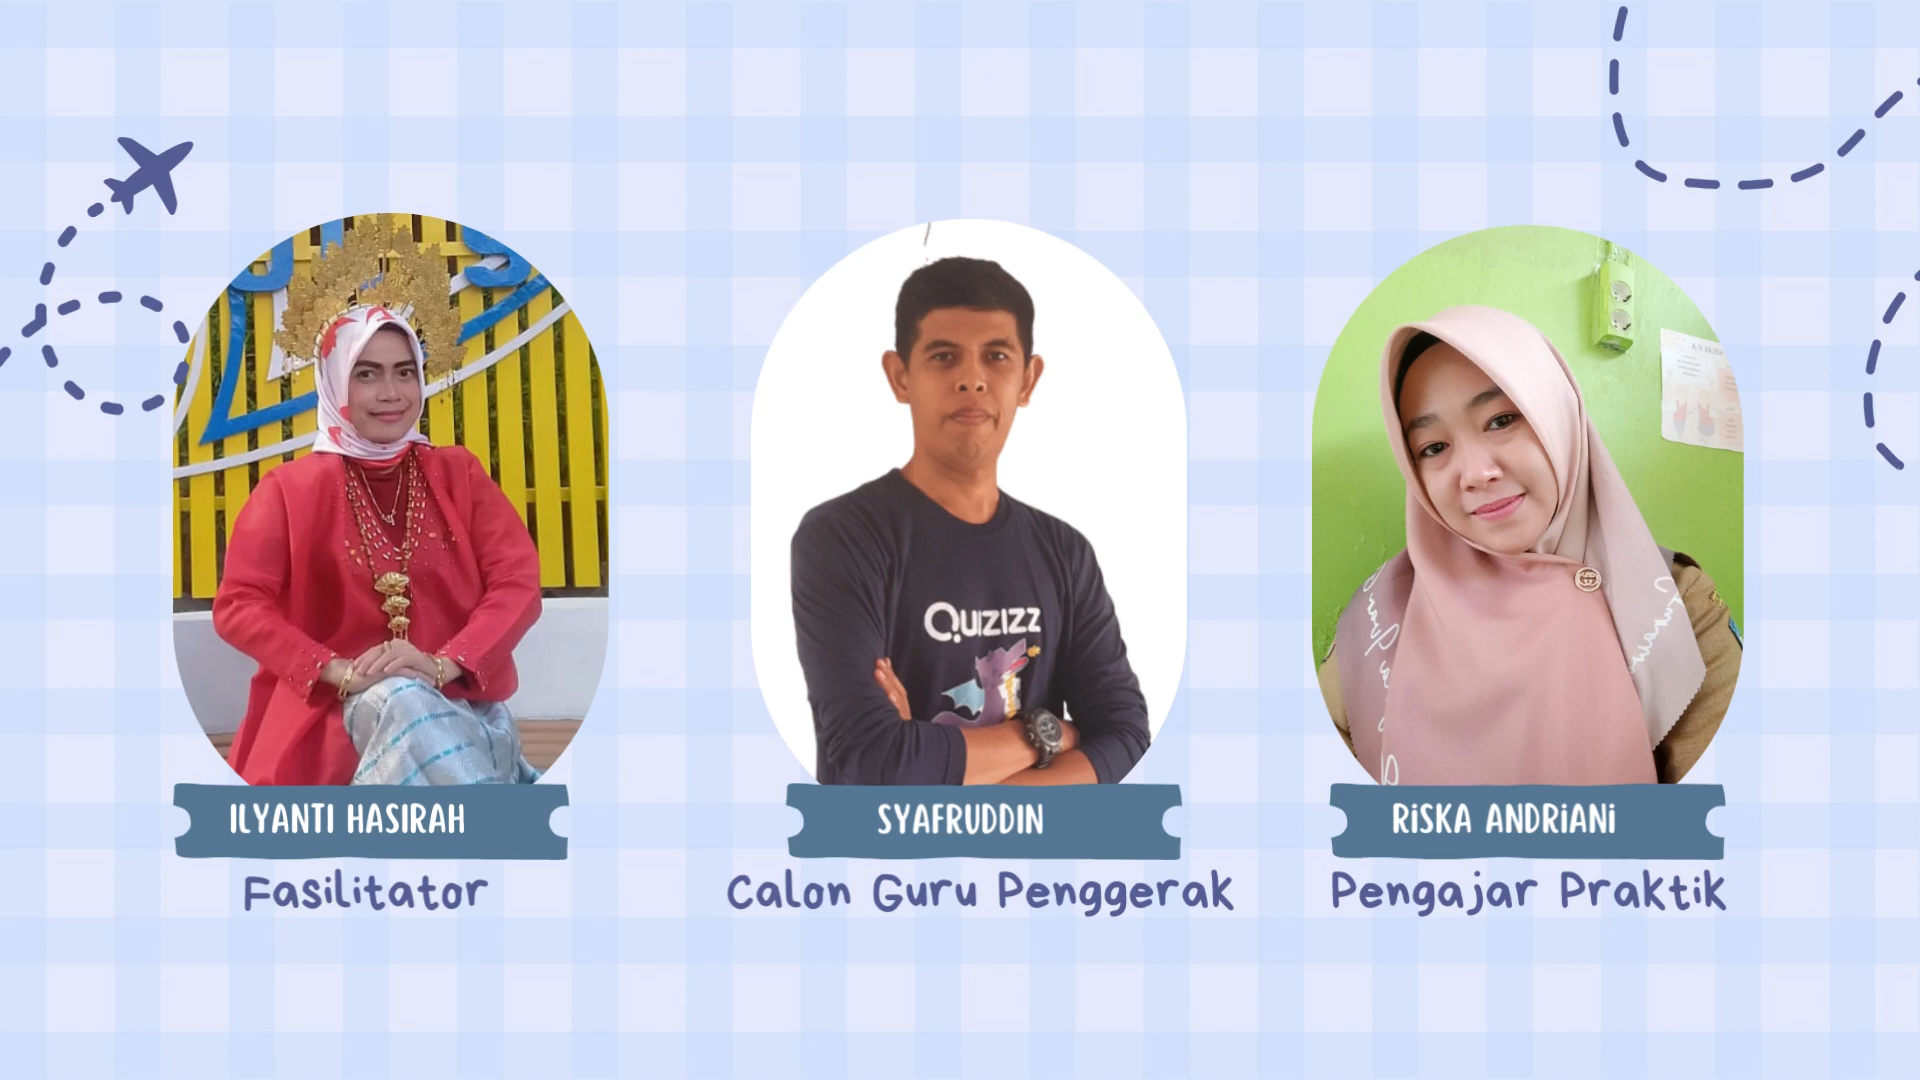 QUIZIZZ
ILYANTI HASIRAH
SYAFRUDDIN
RiSKA ANDRiANi
Fasilitator
Calon Guru Penggerak
Pengajar Praktik